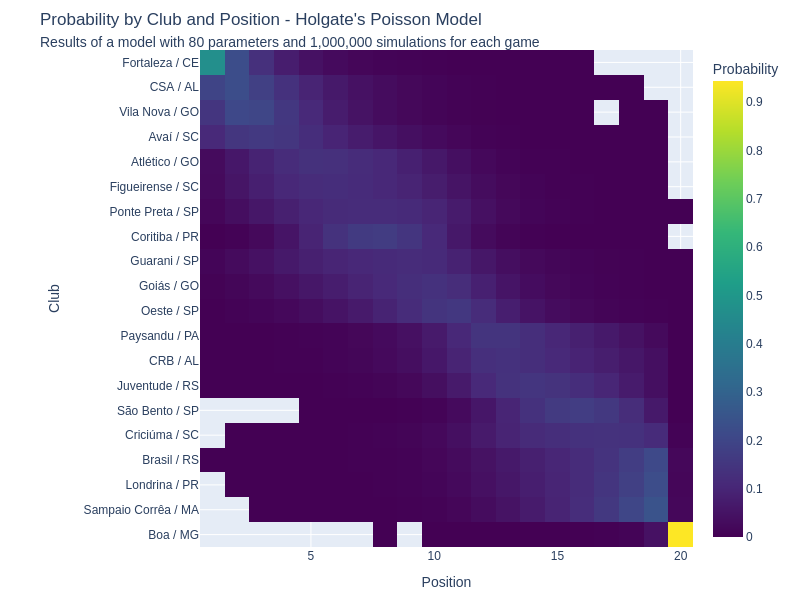 Probability by Club and Position - Holgate's Poisson Model
Results of a model with 80 parameters and 1,000,000 simulations for each game
Probability
Club
Fortaleza / CE
CSA / AL
Vila Nova / GO
Avaí / SC
Atlético / GO
Figueirense / SC
Ponte Preta / SP
Coritiba / PR
Guarani / SP
Goiás / GO
Oeste / SP
Paysandu / PA
CRB / AL
Juventude / RS
São Bento / SP
Criciúma / SC
Brasil / RS
Londrina / PR
Sampaio Corrêa / MA
Boa / MG
0.9
0.8
0.7
0.6
0.5
0.4
0.3
0.2
0.1
0
5 10 15 20
Position